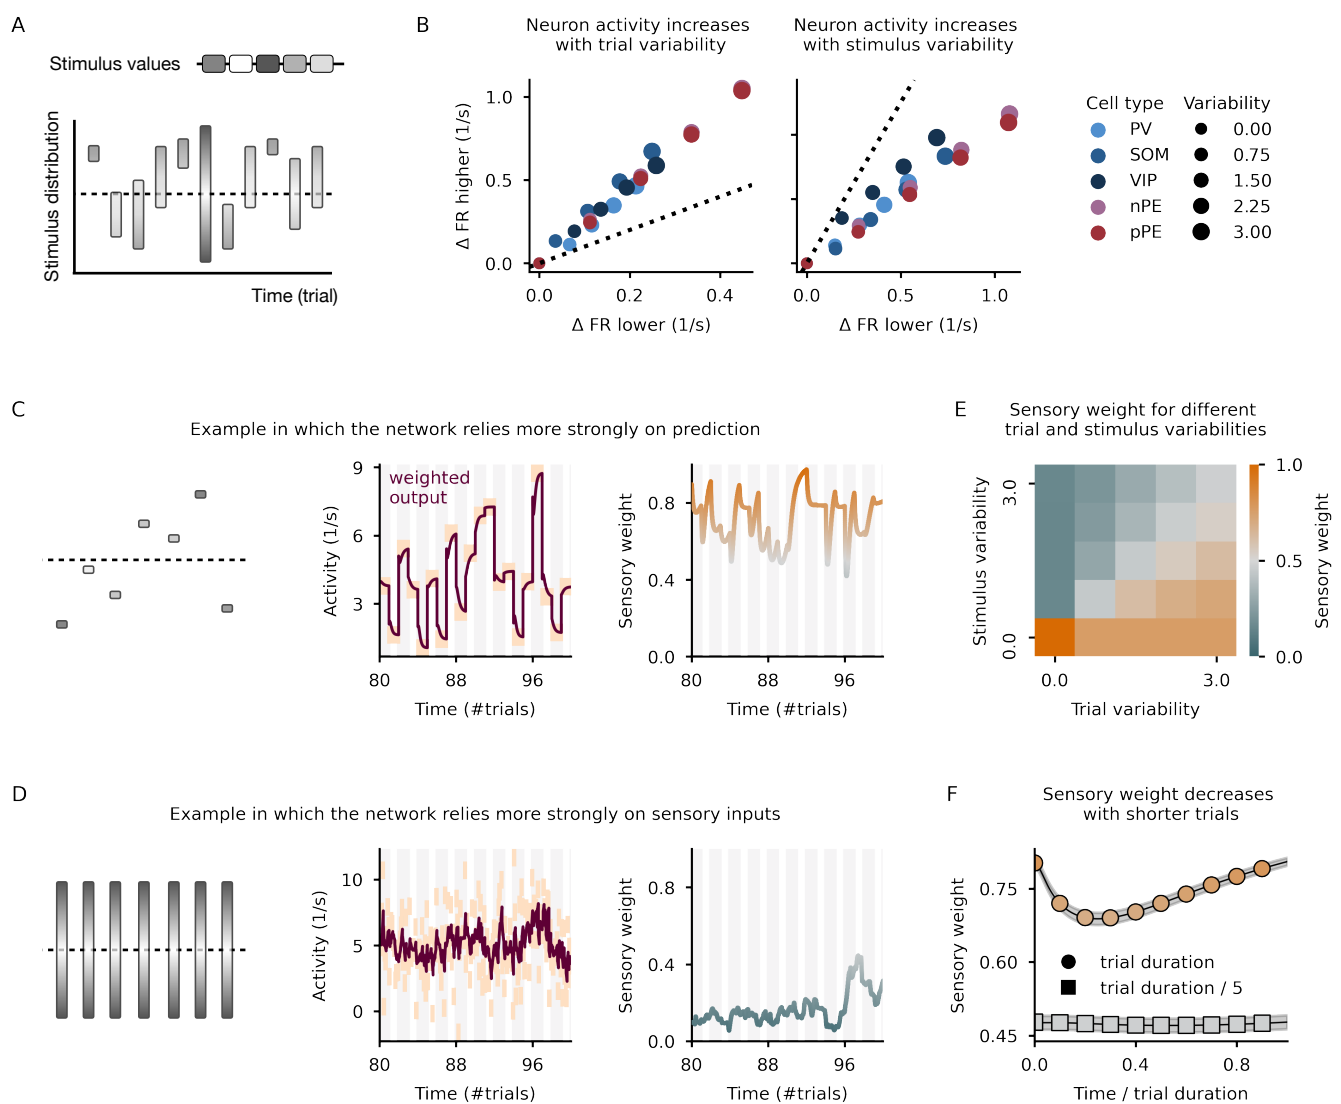 A
Stimulus values
Stimulus distribution
Time (trial)
B
Neuron activity increases
with trial variability
Δ FR higher (1/s)
1.0
0.5
0.0
0.0
0.2
0.4
Δ FR lower (1/s)
Neuron activity increases
with stimulus variability
0.0
0.5
1.0
Δ FR lower (1/s)
Cell type
PV
SOM
VIP
nPE
pPE
Variability
0.00
0.75
1.50
2.25
3.00
C
Example in which the network relies more strongly on prediction
Activity (1/s)
9
6
3
weighted
output
80
88
96
Time (#trials)
Sensory weight
0.8
0.4
0.0
80
88
96
Time (#trials)
E
Sensory weight for different
trial and stimulus variabilities
Stimulus variability
3.0
0.0
0.0
3.0
Trial variability
1.0
0.5
0.0
Sensory weight
D
Example in which the network relies more strongly on sensory inputs
Activity (1/s)
10
5
0
80
88
96
Time (#trials)
Sensory weight
0.8
0.4
0.0
80
88
96
Time (#trials)
F
Sensory weight decreases
with shorter trials
Sensory weight
0.75
0.60
0.45
trial duration
trial duration / 5
0.0
0.4
0.8
Time / trial duration